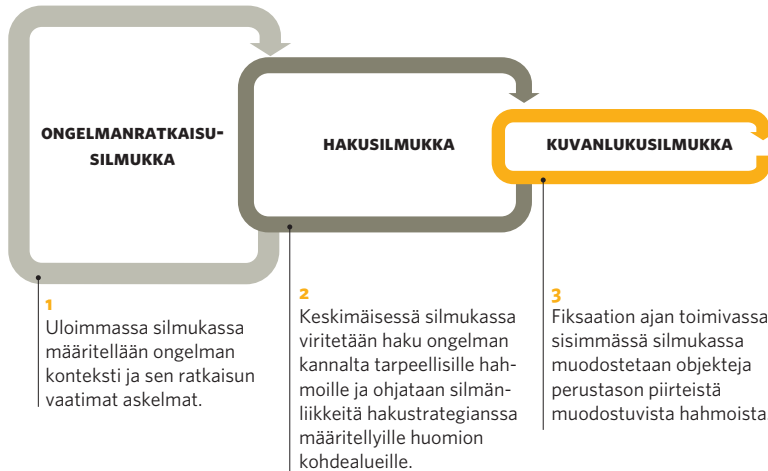 ONGELMANRATKAISU-
SILMUKKA
HAKUSILMUKKA
KUVANLUKUSILMUKKA
1
Uloimmassa silmukassa
määritellään ongelman
konteksti ja sen ratkaisun
vaatimat askelmat.
2
Keskimäisessä silmukassa
viritetään haku ongelman
kannalta tarpeellisille hah-
moille ja ohjataan silmän-
liikkeitä hakustrategianssa
määritellyille huomion
kohdealueille.
3
Fiksaation ajan toimivassa
sisimmässä silmukassa
muodostetaan objekteja
perustason piirteistä
muodostuvista hahmoista.